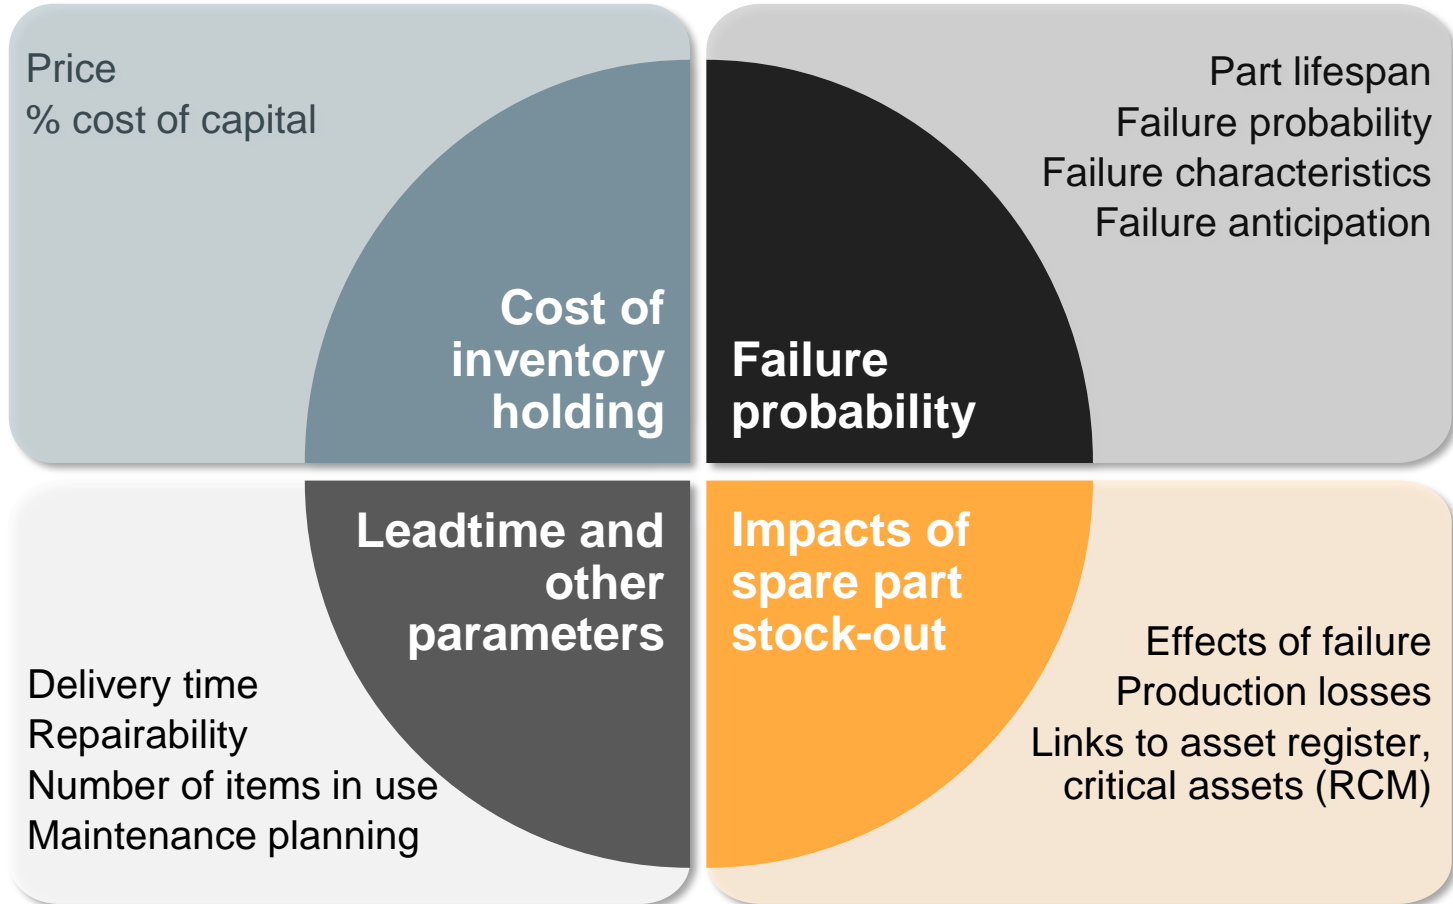 Price
% cost of capital
Cost of
inventory
holding
Part lifespan
Failure probability
Failure characteristics
Failure anticipation
Failure
probability
Leadtime and
other
parameters
Delivery time
Repairability
Number of items in use
Maintenance planning
Impacts of
spare part
stock-out
Effects of failure
Production losses
Links to asset register,
critical assets (RCM)